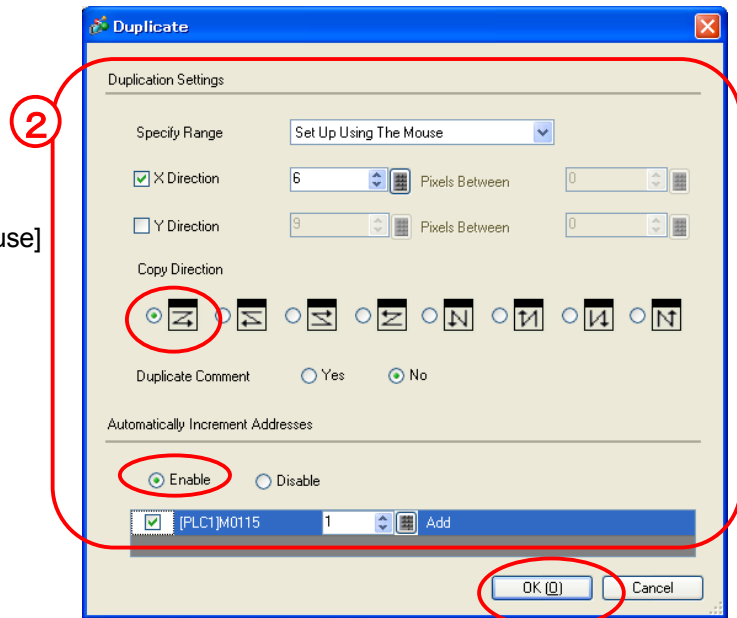 Duplicate
Duplication Settings
2
Specify Range Set Up Using The Mouse
X Direction 6 Pixels Between 0
Y Direction 9 Pixels Between 0
use]
Copy Direction
Duplicate Comment Yes No
Automatically Increment Addresses
Enable Disable
[PLC1]M0115 1 Add
OK (O) Cancel